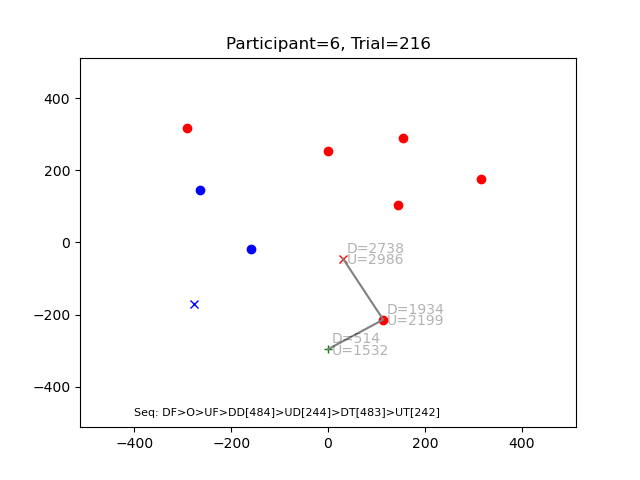 Participant=6, Trial=216
400
200
0
−200
−400
D=2738
U=2986
D=1934
U=2199
D=514
U=1532
Seq: DF>O>UF>DD[484]>UD[244]>DT[483]>UT[242]
−400 −200 0 200 400